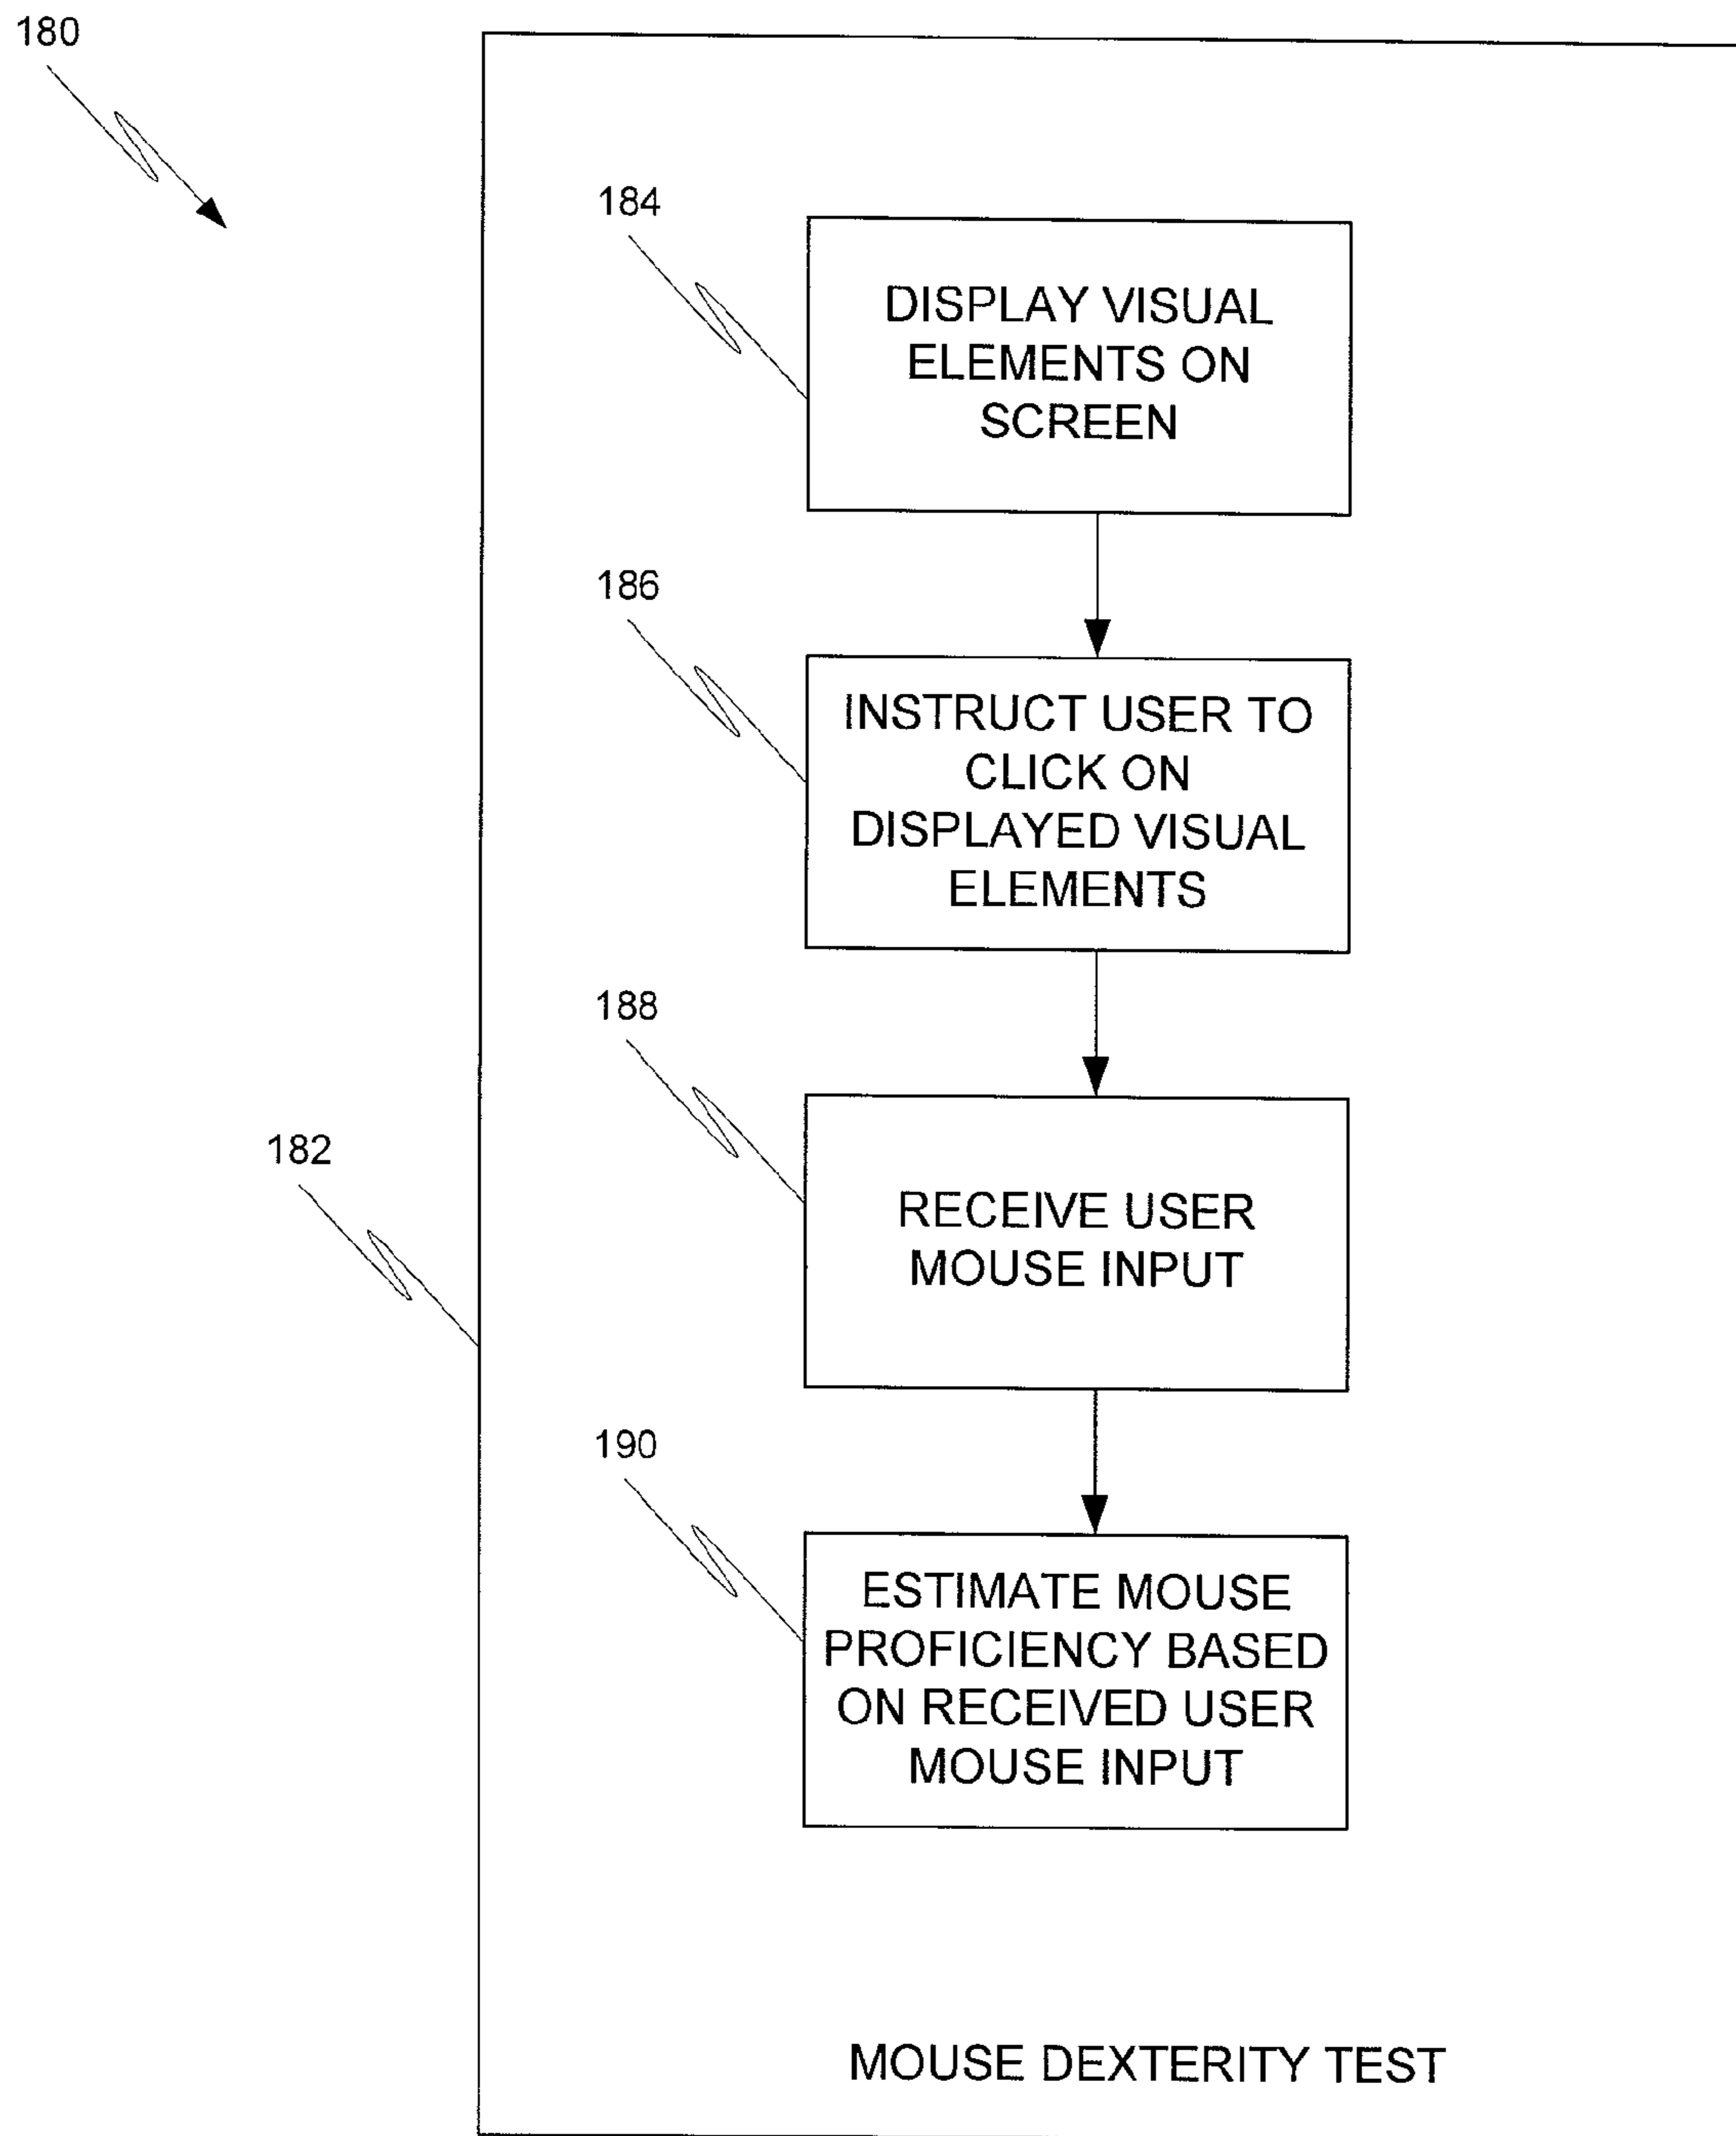 180
184
DISPLAY VISUAL
ELEMENTS ON
SCREEN
186
INSTRUCT USER TO
CLICK ON
DISPLAYED VISUAL
ELEMENTS
188
RECEIVE USER
MOUSE INPUT
182
190
ESTIMATE MOUSE
PROFICIENCY BASED
ON RECEIVED USER
MOUSE INPUT
MOUSE DEXTERITY TEST